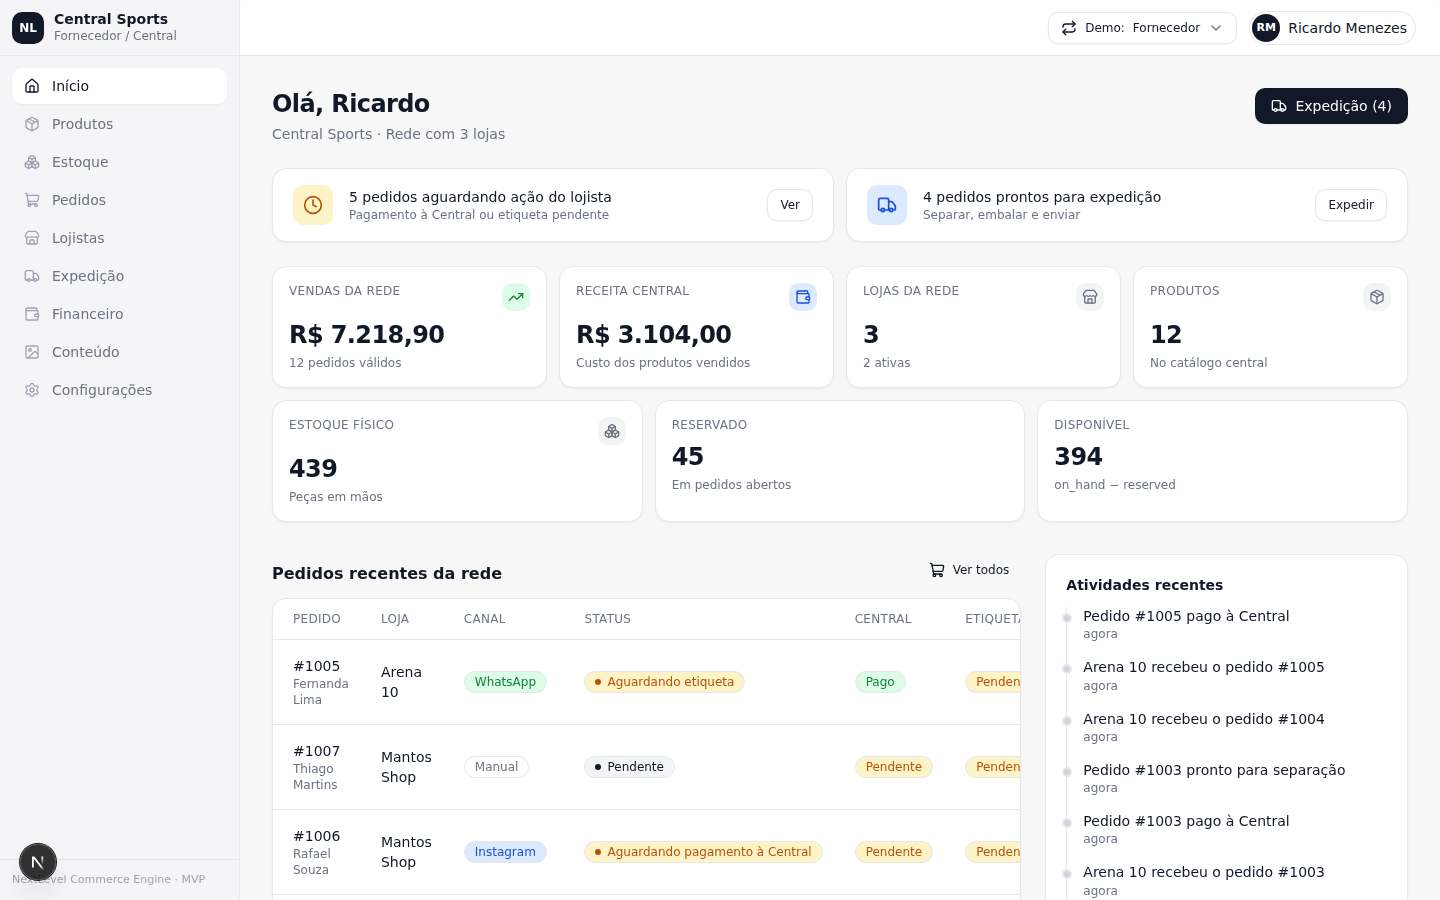 NL
Central Sports
Fornecedor / Central
Demo: Fornecedor
RM
Ricardo Menezes
Início
Produtos
Estoque
Pedidos
Lojistas
Expedição
Financeiro
Conteúdo
Configurações
N
Next Level Commerce Engine · MVP
Olá, Ricardo
Central Sports · Rede com 3 lojas
Expedição (4)
5 pedidos aguardando ação do lojista
Pagamento à Central ou etiqueta pendente
Ver
4 pedidos prontos para expedição
Separar, embalar e enviar
Expedir
VENDAS DA REDE
R$ 7.218,90
12 pedidos válidos
RECEITA CENTRAL
R$ 3.104,00
Custo dos produtos vendidos
LOJAS DA REDE
3
2 ativas
PRODUTOS
12
No catálogo central
ESTOQUE FÍSICO
439
Peças em mãos
RESERVADO
45
Em pedidos abertos
DISPONÍVEL
394
on_hand − reserved
Pedidos recentes da rede
Ver todos
PEDIDO LOJA CANAL STATUS CENTRAL ETIQUETA
#1005
Fernanda
Lima
Arena
10
WhatsApp
Aguardando etiqueta
Pago
Penden
#1007
Thiago
Martins
Mantos
Shop
Manual
Pendente
Pendente
Penden
#1006
Rafael
Souza
Mantos
Shop
Instagram
Aguardando pagamento à Central
Pendente
Penden
Atividades recentes
Pedido #1005 pago à Central
agora
Arena 10 recebeu o pedido #1005
agora
Arena 10 recebeu o pedido #1004
agora
Pedido #1003 pronto para separação
agora
Pedido #1003 pago à Central
agora
Arena 10 recebeu o pedido #1003
agora